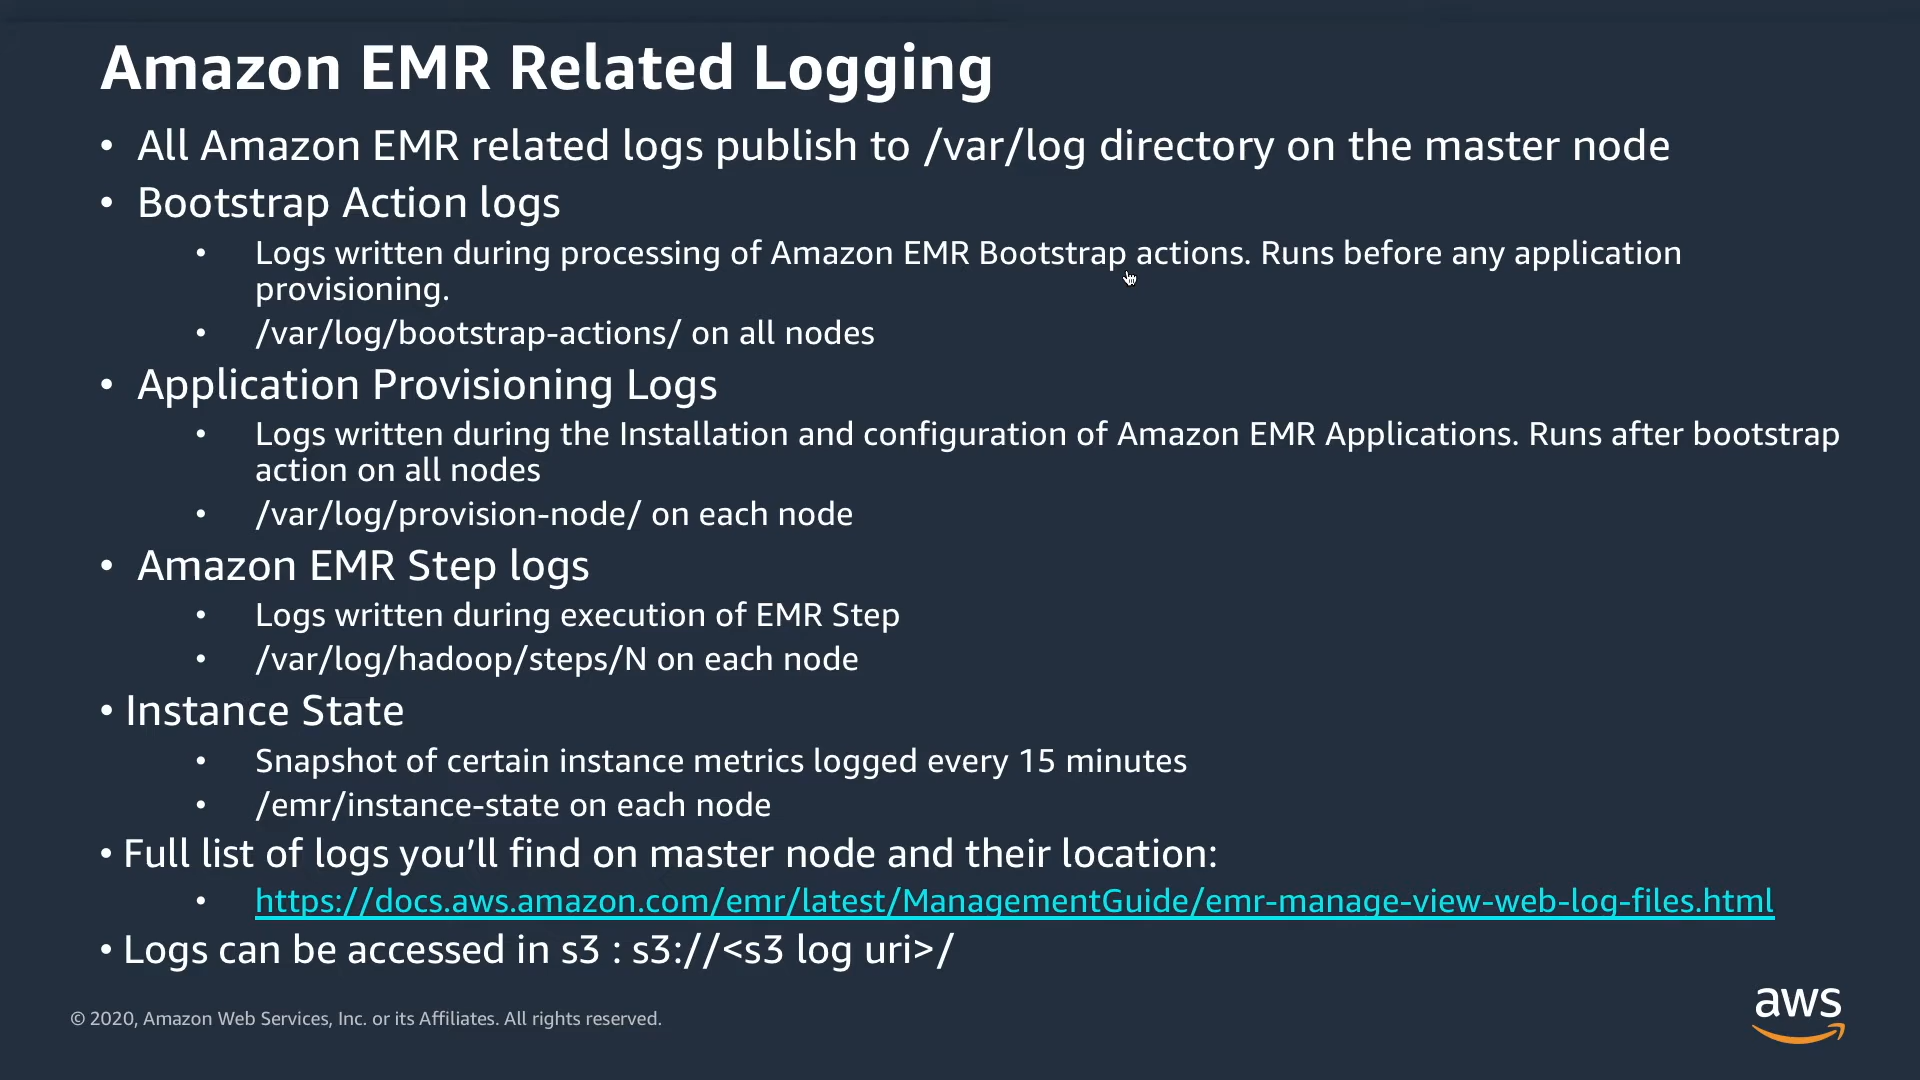 Amazon EMR Related Logging
• All Amazon EMR related logs publish to /var/log directory on the master node
• Bootstrap Action logs
• Logs written during processing of Amazon EMR Bootstrap actions. Runs before any application
provisioning.
• /var/log/bootstrap-actions/ on all nodes
• Application Provisioning Logs
• Logs written during the Installation and configuration of Amazon EMR Applications. Runs after bootstrap
action on all nodes
• /var/log/provision-node/ on each node
• Amazon EMR Step logs
• Logs written during execution of EMR Step
• /var/log/hadoop/steps/N on each node
• Instance State
• Snapshot of certain instance metrics logged every 15 minutes
• /emr/instance-state on each node
• Full list of logs you’ll find on master node and their location:
• https://docs.aws.amazon.com/emr/latest/ManagementGuide/emr-manage-view-web-log-files.html
• Logs can be accessed in s3 : s3://<s3 log uri>/
© 2020, Amazon Web Services, Inc. or its Affiliates. All rights reserved.
aws